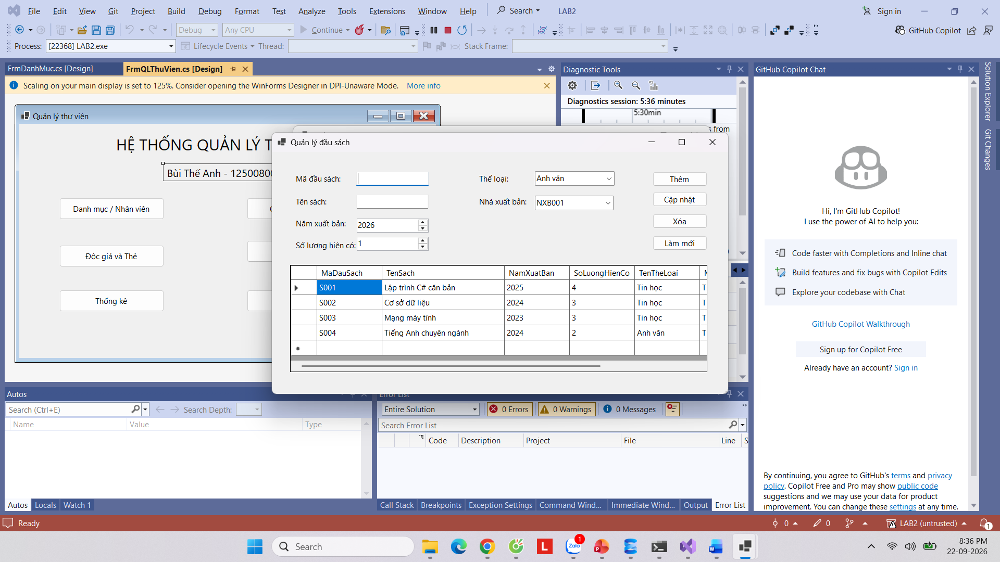 File Edit View Git Project Build Debug Format Test Analyze Tools Extensions Window Help Search LAB2 Sign in
Debug Any CPU Continue GitHub Copilot
Process: [22368] LAB2.exe Lifecycle Events Thread: Stack Frame:
FrmDanhMuc.cs [Design] FrmQLThuVien.cs [Design]
Scaling on your main display is set to 125%. Consider opening the WinForms Designer in DPI-Unaware Mode. More info
Quản lý thư viện
HỆ THỐNG QUẢN LÝ T
Bùi Thế Anh - 12500800
Danh mục / Nhân viên
Độc giả và Thẻ
Thống kê
Diagnostic Tools
Diagnostics session: 5:36 minutes
5:30min
s from
Quản lý đầu sách
Mã đầu sách: Thể loại: Anh văn Thêm
Tên sách: Nhà xuất bản: NXB001 Cập nhật
Năm xuất bản: 2026 Xóa
Số lượng hiện có: 1 Làm mới
MaDauSach TenSach NamXuatBan SoLuongHienCo TenTheLoai
S001 Lập trình C# căn bản 2025 4 Tin học T
S002 Cơ sở dữ liệu 2024 3 Tin học T
S003 Mạng máy tính 2023 3 Tin học T
S004 Tiếng Anh chuyên ngành 2024 2 Anh văn T
GitHub Copilot Chat
Hi, I'm GitHub Copilot!
I use the power of AI to help you:
Code faster with Completions and Inline chat
Build features and fix bugs with Copilot Edits
Explore your codebase with Chat
GitHub Copilot Walkthrough
Sign up for Copilot Free
Already have an account? Sign in
By continuing, you agree to GitHub's terms and privacy
policy. Copilot Free and Pro may show public code
suggestions and we may use your data for product
improvement. You can change these settings at any time.
Solution Explorer
Git Changes
Autos
Search (Ctrl+E) Search Depth:
Name Value Type
Autos Locals Watch 1
Error List
Entire Solution 0 Errors 0 Warnings 0 Messages
Search Error List
Code Description Project File Line S
Call Stack Breakpoints Exception Settings Command Wind... Immediate Wind... Output Error List
Ready 0 0 LAB2 (untrusted) 1
Search L Zalo 1 8:36 PM
22-09-2026